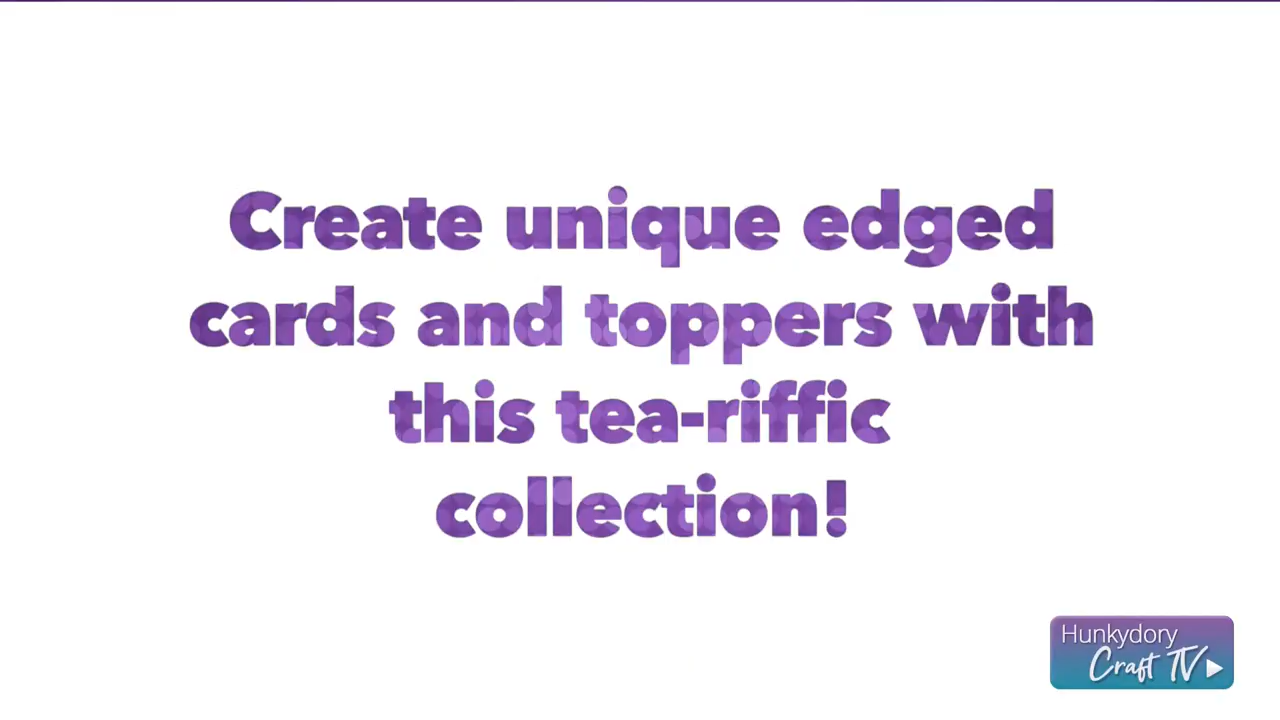 Create unique edged
cards and toppers with
this tea-riffic
collection!
Hunkydory
Craft TV